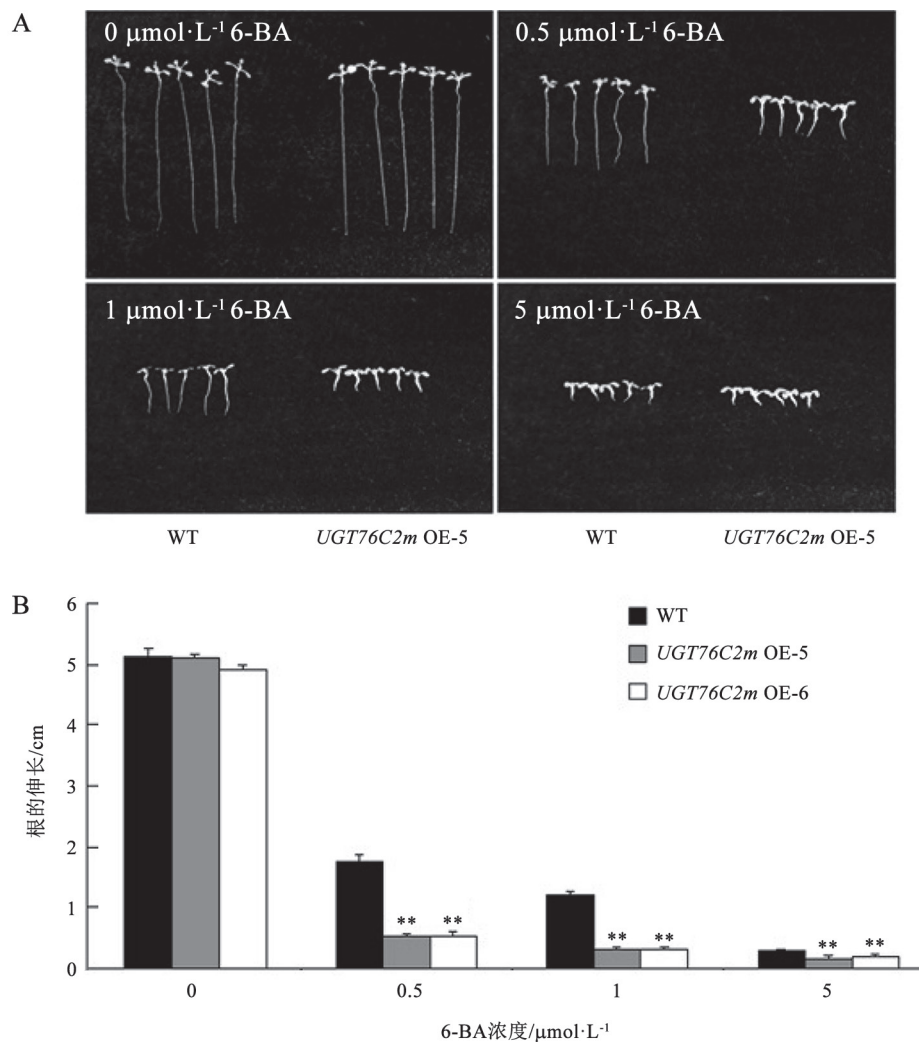 A
0 μmol·L⁻¹ 6-BA
0.5 μmol·L⁻¹ 6-BA
1 μmol·L⁻¹ 6-BA
5 μmol·L⁻¹ 6-BA
WT
UGT76C2m OE-5
WT
UGT76C2m OE-5
B
6
5
4
3
2
1
0
根的伸长/cm
WT
UGT76C2m OE-5
UGT76C2m OE-6
** **
** **
** **
0 0.5 1 5
6-BA浓度/μmol·L⁻¹